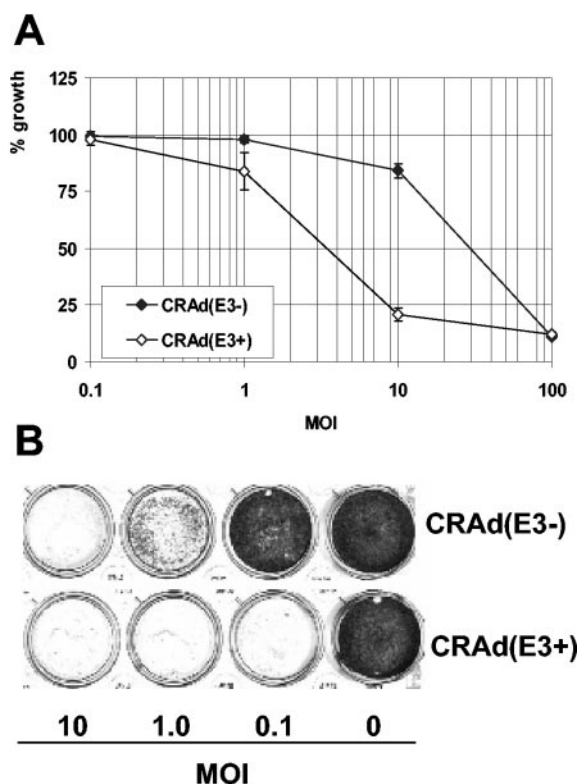 A
125
100
75
50
25
0
% growth
CRAd(E3-)
CRAd(E3+)
0.1 1 10 100
MOI
B
CRAd(E3-)
CRAd(E3+)
10 1.0 0.1 0
MOI